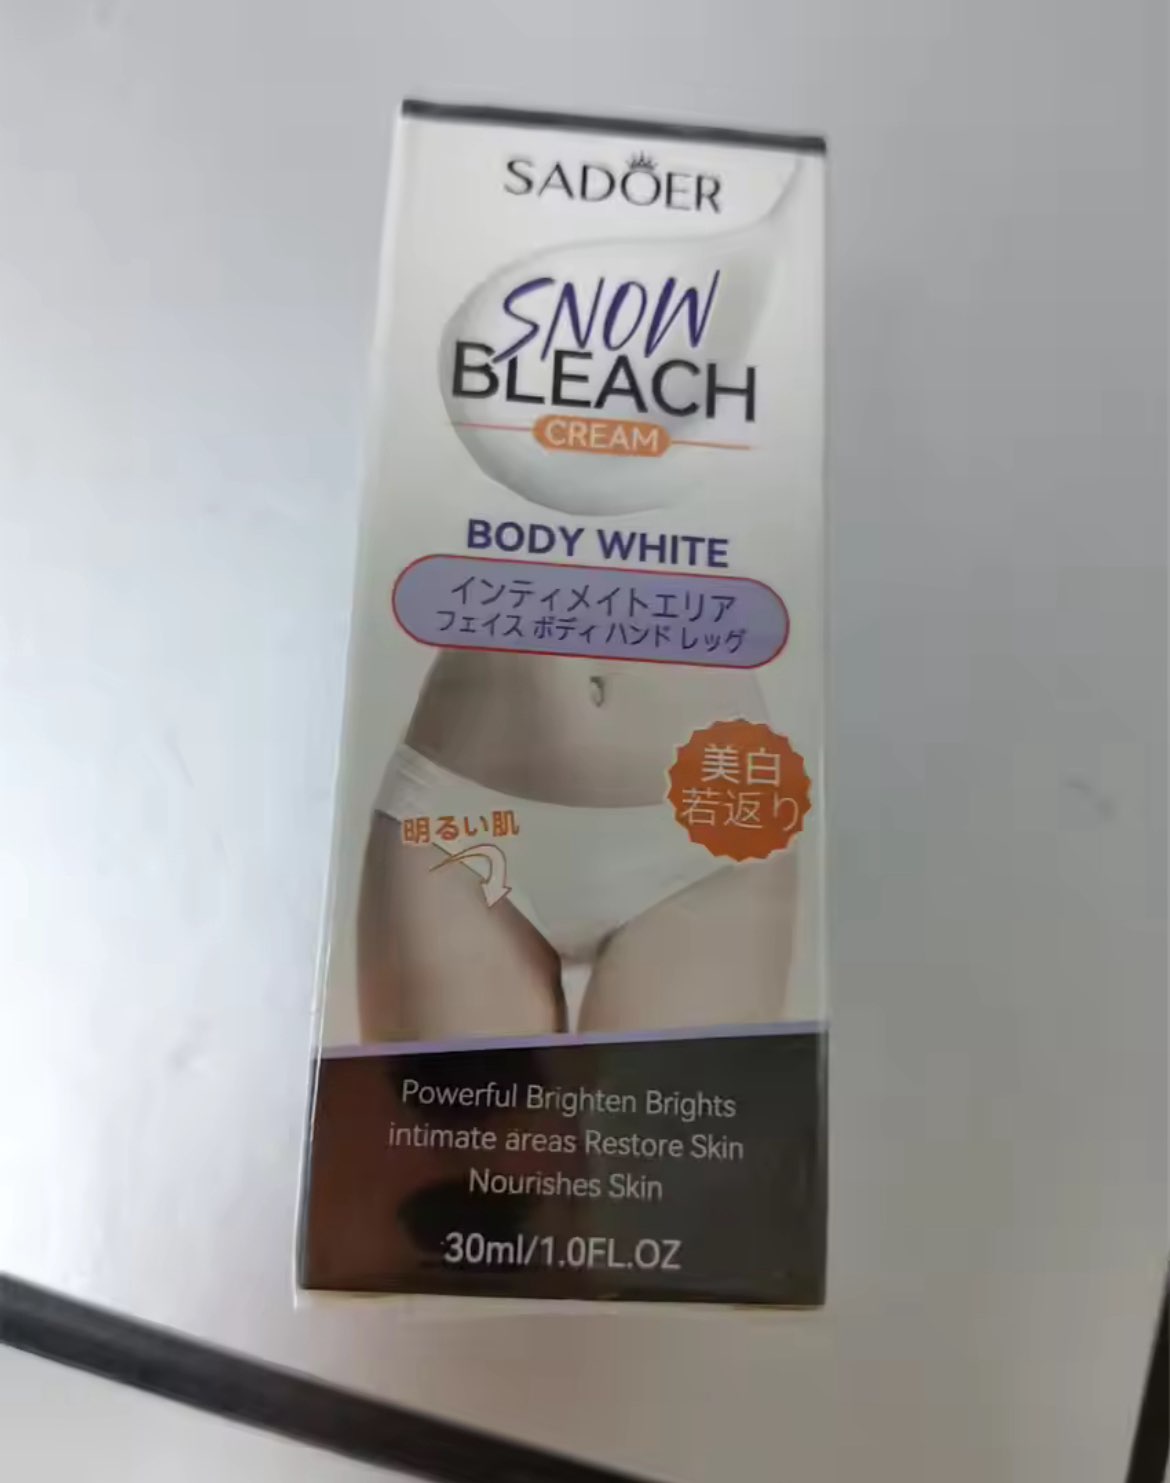 SADOER
SNOW
BLEACH
CREAM
BODY WHITE
インティメイトエリア
フェイス ボディ ハンド レッグ
美白
若返り
明るい肌
Powerful Brighten Brights
intimate areas Restore Skin
Nourishes Skin
30ml/1.0FL.OZ